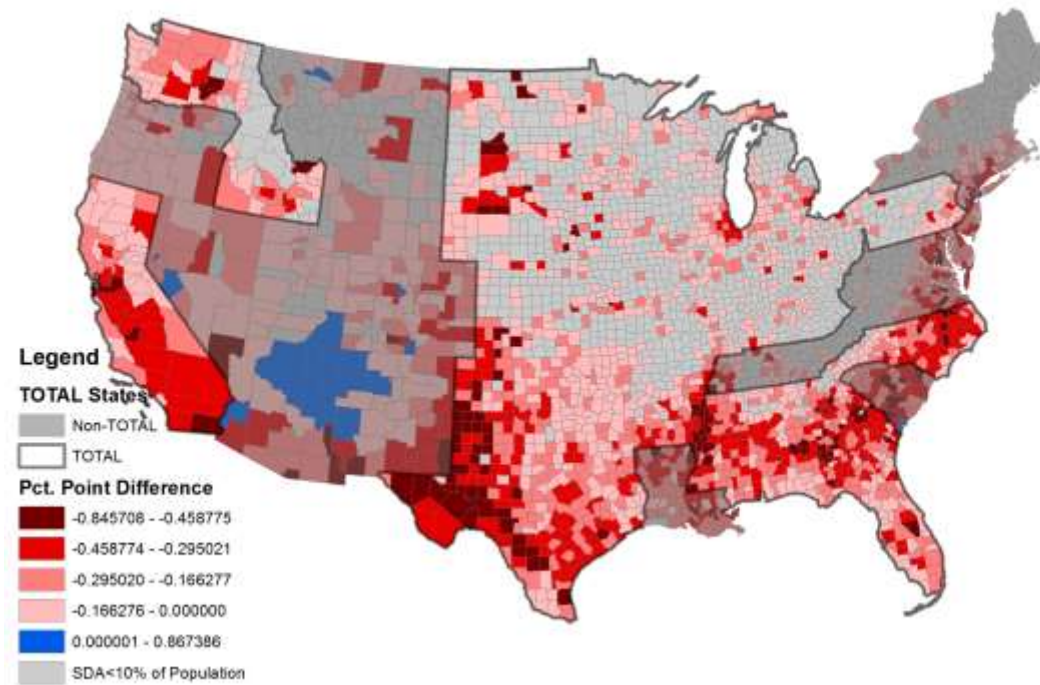 Legend
TOTAL States
Non-TOTAL
TOTAL
Pct. Point Difference
-0.845708 - -0.458775
-0.458774 - -0.295021
-0.295020 - -0.166277
-0.166276 - 0.000000
0.000001 - 0.867386
SDA<10% of Population